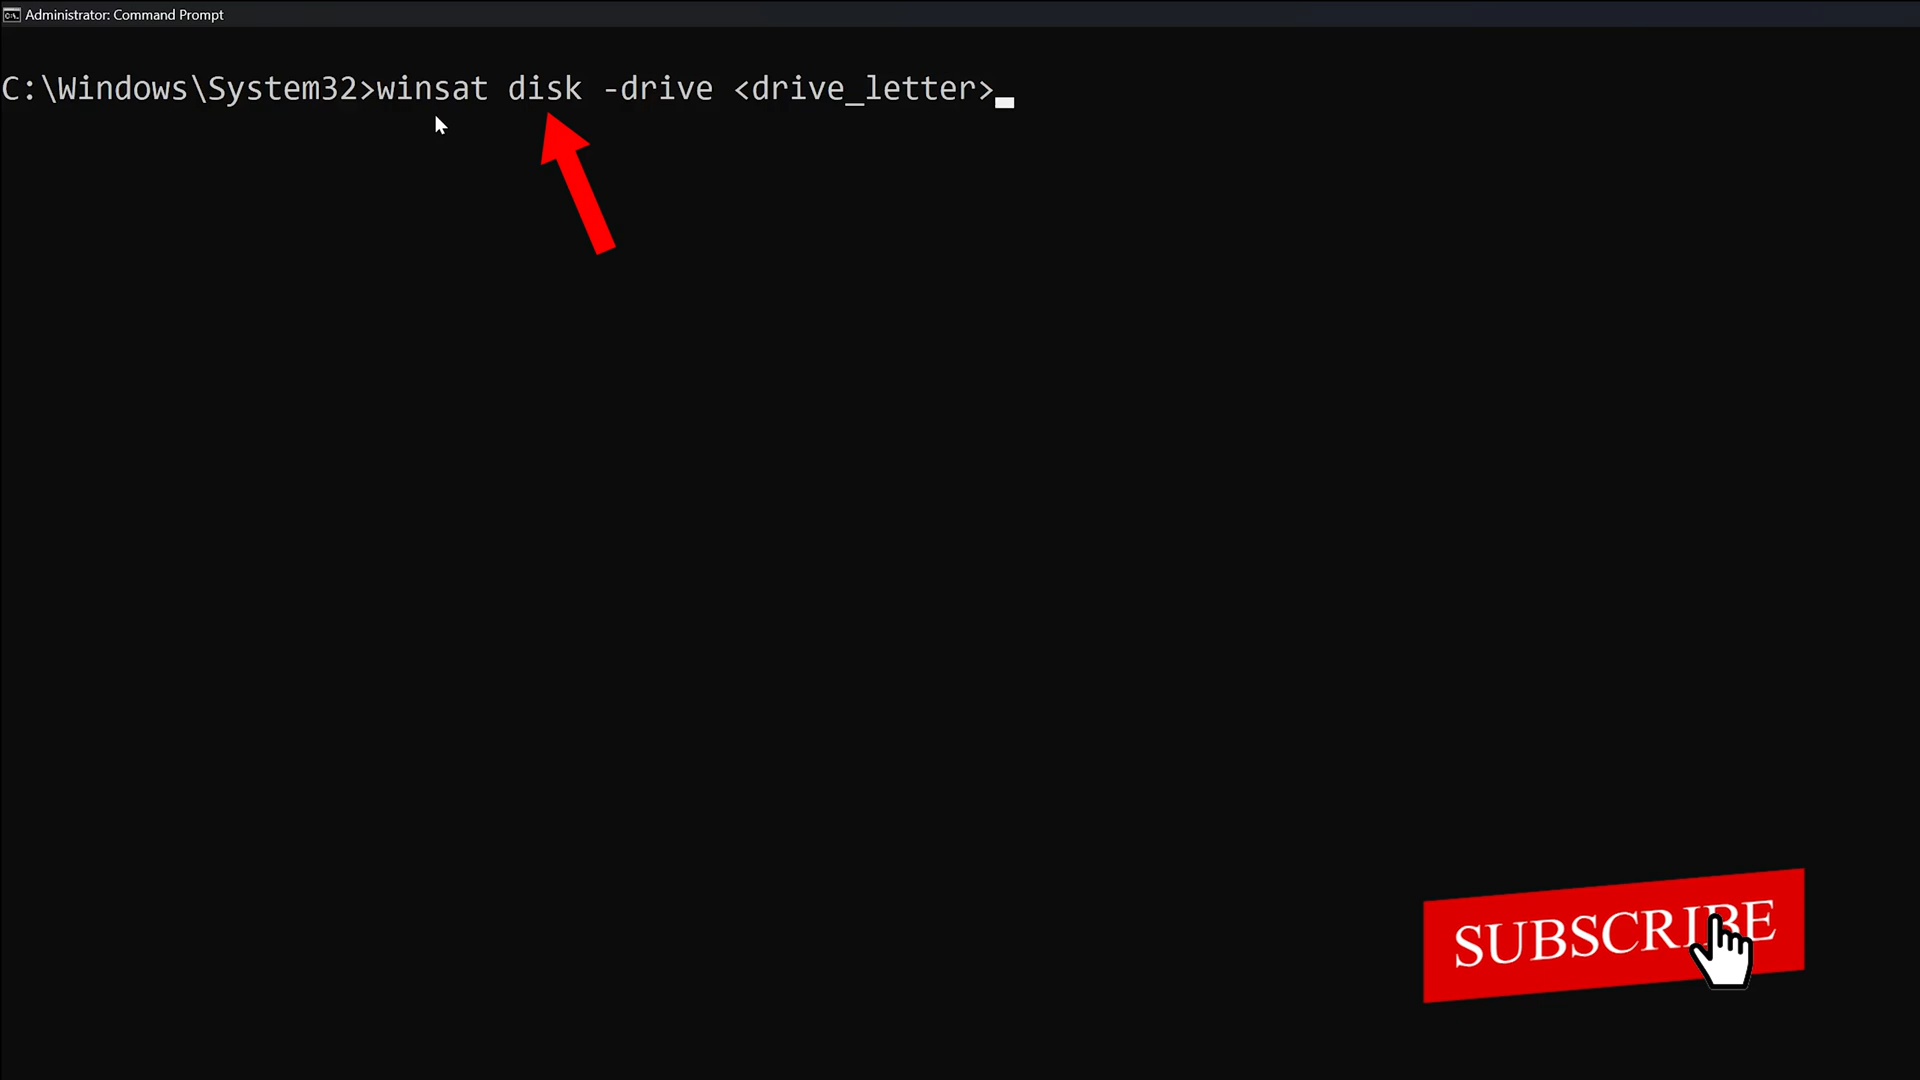 Administrator: Command Prompt
C:\Windows\System32>winsat disk -drive <drive_letter>
SUBSCRIBE